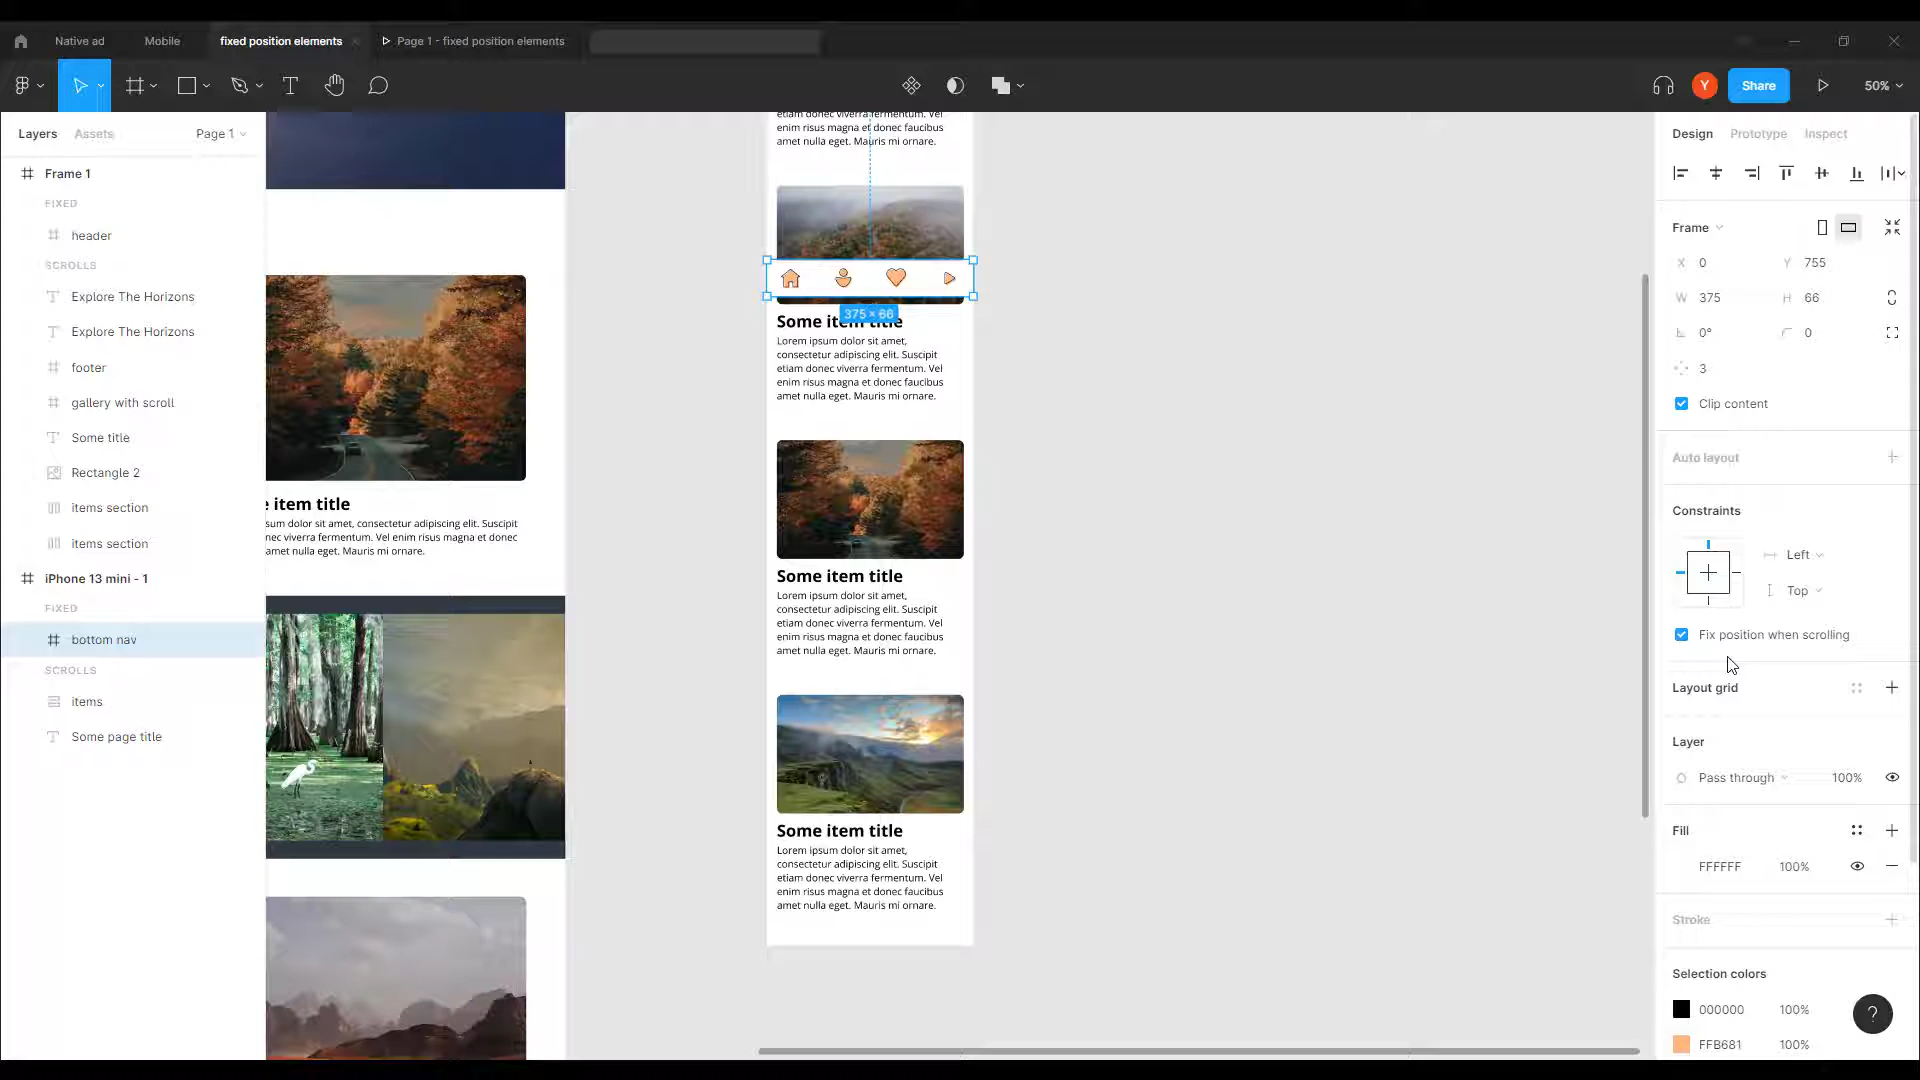 Native ad
Mobile
fixed position elements
Page 1 - fixed position elements
Y
Share
50%
Layers
Assets
Page 1
Frame 1
FIXED
header
SCROLLS
Explore The Horizons
Explore The Horizons
footer
gallery with scroll
Some title
Rectangle 2
items section
items section
iPhone 13 mini - 1
FIXED
bottom nav
SCROLLS
items
Some page title
e item title
sum dolor sit amet, consectetur adipiscing elit. Suscipit
nec viverra fermentum. Vel enim risus magna et donec
amet nulla eget. Mauris mi ornare.
etiam donec viverra fermentum. Vel
enim risus magna et donec faucibus
amet nulla eget. Mauris mi ornare.
375 × 66
Some item title
Lorem ipsum dolor sit amet,
consectetur adipiscing elit. Suscipit
etiam donec viverra fermentum. Vel
enim risus magna et donec faucibus
amet nulla eget. Mauris mi ornare.
Some item title
Lorem ipsum dolor sit amet,
consectetur adipiscing elit. Suscipit
etiam donec viverra fermentum. Vel
enim risus magna et donec faucibus
amet nulla eget. Mauris mi ornare.
Some item title
Lorem ipsum dolor sit amet,
consectetur adipiscing elit. Suscipit
etiam donec viverra fermentum. Vel
enim risus magna et donec faucibus
amet nulla eget. Mauris mi ornare.
Design
Prototype
Inspect
Frame
X 0 Y 755
W 375 H 66
0° 0
3
Clip content
Auto layout
Constraints
Left
Top
Fix position when scrolling
Layout grid
Layer
Pass through 100%
Fill
FFFFFF 100%
Stroke
Selection colors
000000 100%
FFB681 100%
?